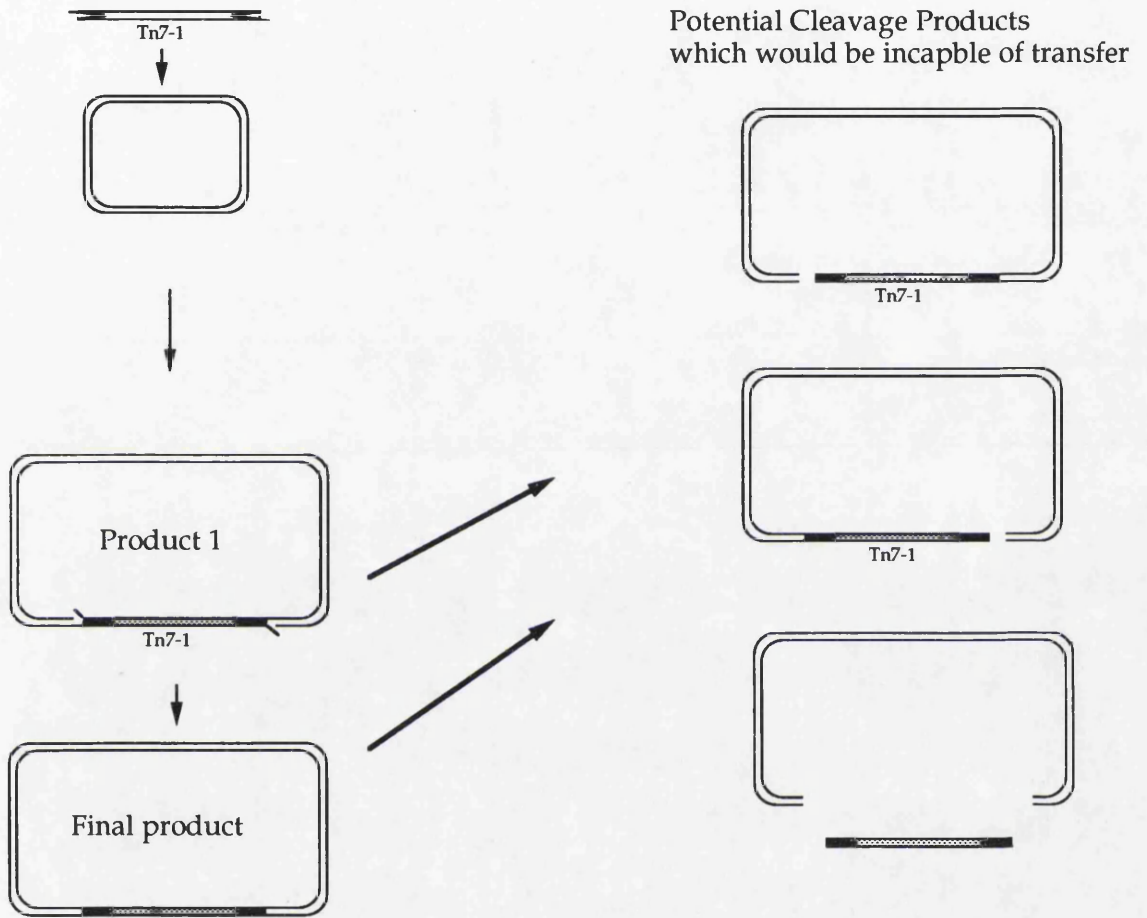 Tn7-1
Product 1
Tn7-1
Final product
Potential Cleavage Products
which would be incapble of transfer
Tn7-1
Tn7-1